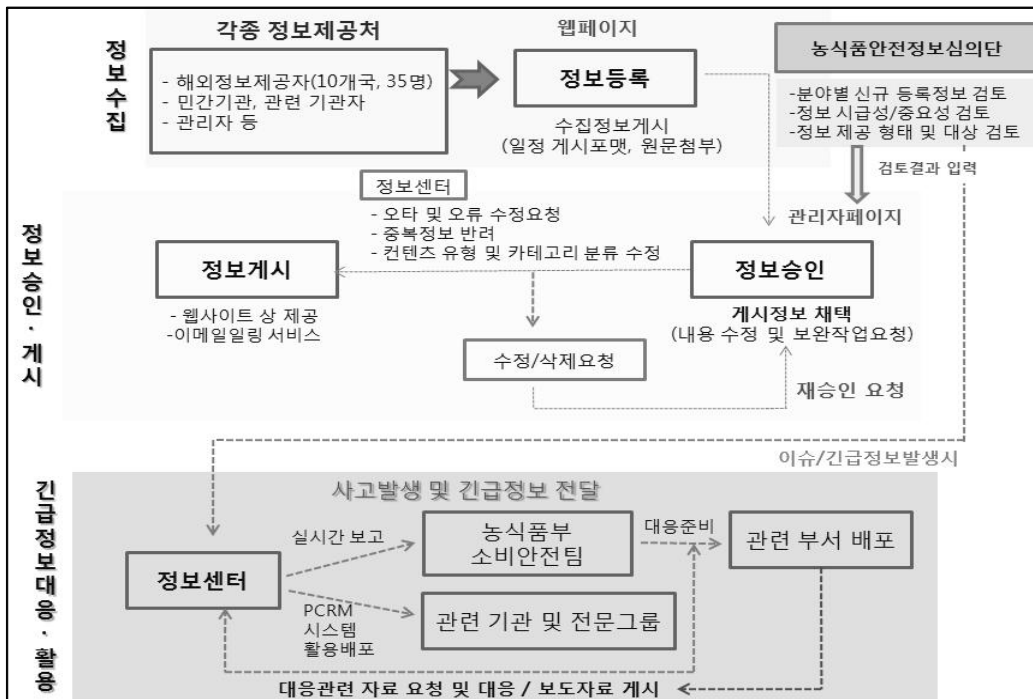 정보수집
각종 정보제공처
- 해외정보제공자(10개국, 35명)
- 민간기관, 관련 기관자
- 관리자 등
웹페이지
정보등록
수집정보게시
(일정 게시포맷, 원문첨부)
농식품안전정보심의단
-분야별 신규 등록정보 검토
-정보 시급성/중요성 검토
-정보 제공 형태 및 대상 검토
검토결과 입력
정보승인·게시
정보센터
- 오타 및 오류 수정요청
- 중복정보 반려
- 컨텐츠 유형 및 카테고리 분류 수정
관리자페이지
정보게시
- 웹사이트 상 제공
-이메일일링 서비스
정보승인
게시정보 채택
(내용 수정 및 보완작업요청)
수정/삭제요청
재승인 요청
이슈/긴급정보발생시
긴급정보대응·활용
사고발생 및 긴급정보 전달
정보센터
실시간 보고
농식품부
소비안전팀
대응준비
관련 부서 배포
PCRM
시스템
활용배포
관련 기관 및 전문그룹
대응관련 자료 요청 및 대응 / 보도자료 게시